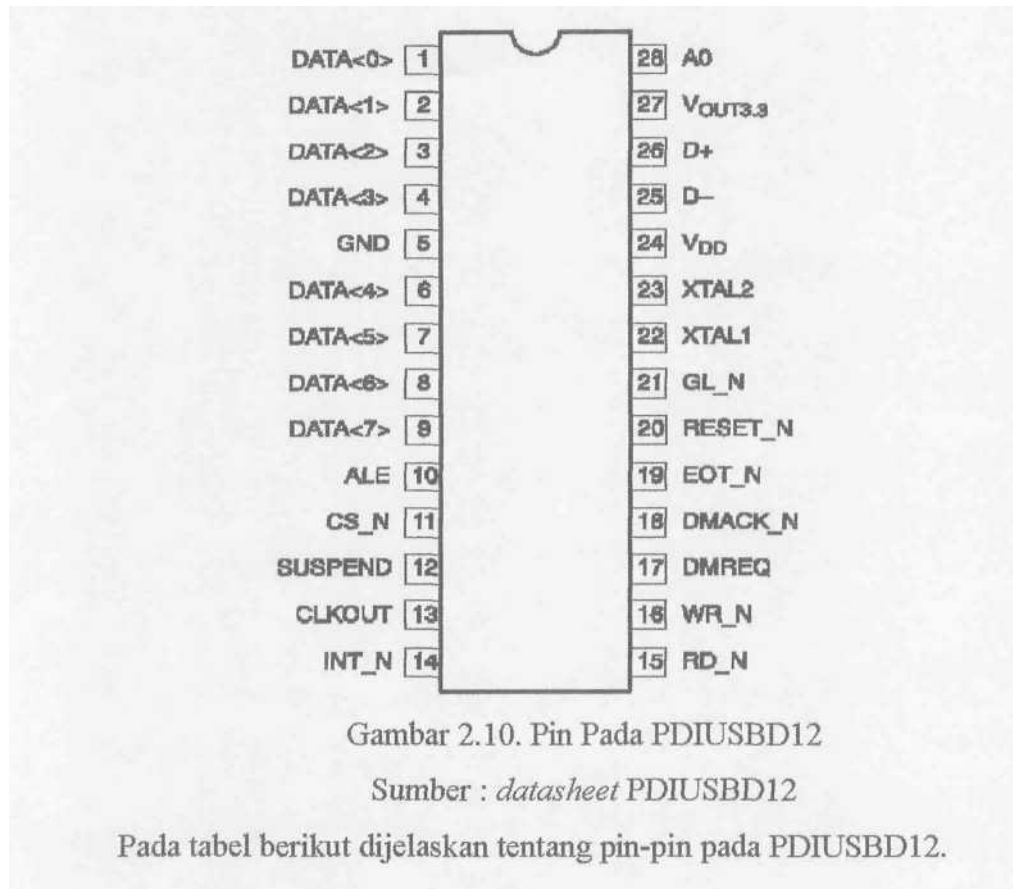 DATA<0> 1 28 A0
DATA<1> 2 27 VOUT3.3
DATA<2> 3 26 D+
DATA<3> 4 25 D–
GND 5 24 VDD
DATA<4> 6 23 XTAL2
DATA<5> 7 22 XTAL1
DATA<6> 8 21 GL_N
DATA<7> 9 20 RESET_N
ALE 10 19 EOT_N
CS_N 11 18 DMACK_N
SUSPEND 12 17 DMREQ
CLKOUT 13 16 WR_N
INT_N 14 15 RD_N
Gambar 2.10. Pin Pada PDIUSBD12
Sumber : datasheet PDIUSBD12
Pada tabel berikut dijelaskan tentang pin-pin pada PDIUSBD12.